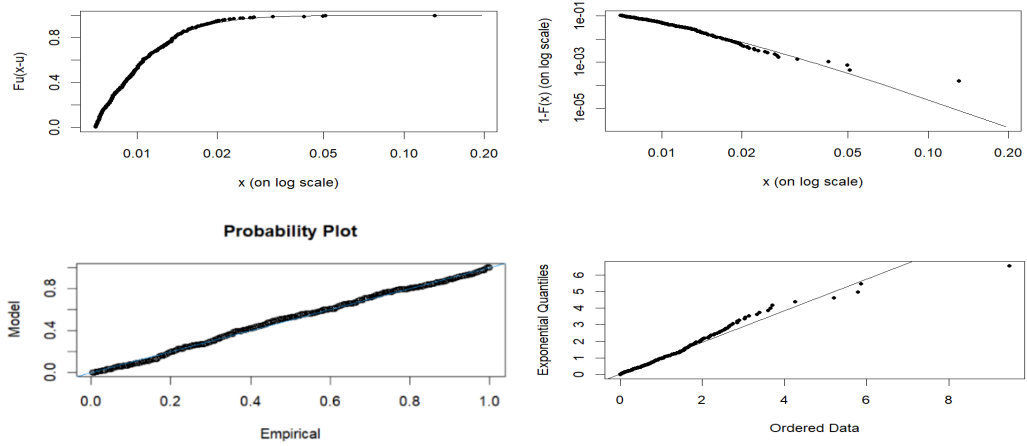 Fu(x-u)
0.0 0.4 0.8
0.01 0.02 0.05 0.10 0.20
x (on log scale)
1-F(x) (on log scale)
1e-05 1e-03 1e-01
0.01 0.02 0.05 0.10 0.20
x (on log scale)
Probability Plot
Model
0.0 0.4 0.8
0.0 0.2 0.4 0.6 0.8 1.0
Empirical
Exponential Quantiles
0 1 2 3 4 5 6
0 2 4 6 8
Ordered Data